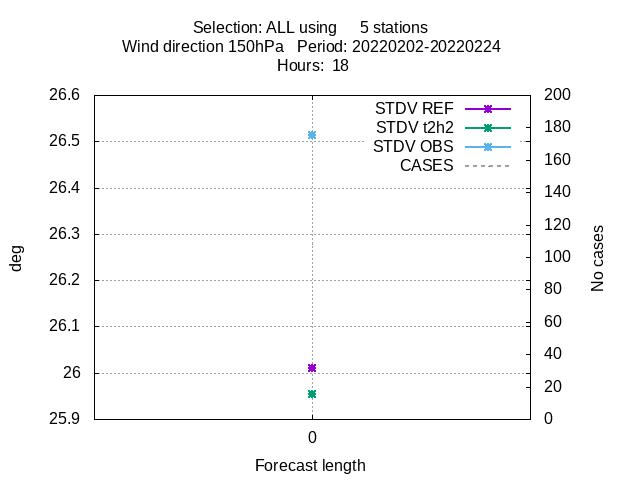 Selection: ALL using      5 stations
Wind direction 150hPa   Period: 20220202-20220224
Hours:  18
26.6
26.5
26.4
26.3
26.2
26.1
26
25.9
200
180
160
140
120
100
80
60
40
20
0
STDV REF
STDV t2h2
STDV OBS
CASES
deg
No cases
0
Forecast length